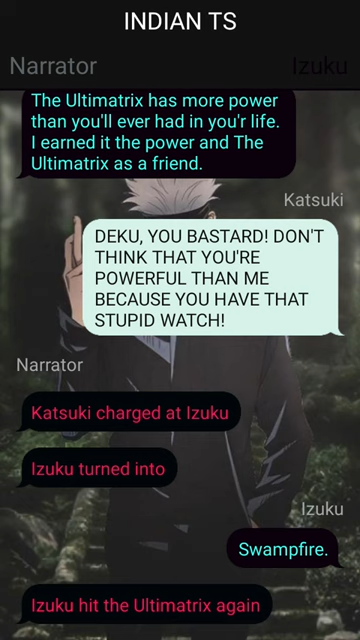 INDIAN TS
Narrator
Izuku
The Ultimatrix has more power
than you'll ever had in you'r life.
I earned it the power and The
Ultimatrix as a friend.
Katsuki
DEKU, YOU BASTARD! DON'T
THINK THAT YOU'RE
POWERFUL THAN ME
BECAUSE YOU HAVE THAT
STUPID WATCH!
Narrator
Katsuki charged at Izuku
Izuku turned into
Izuku
Swampfire.
Izuku hit the Ultimatrix again